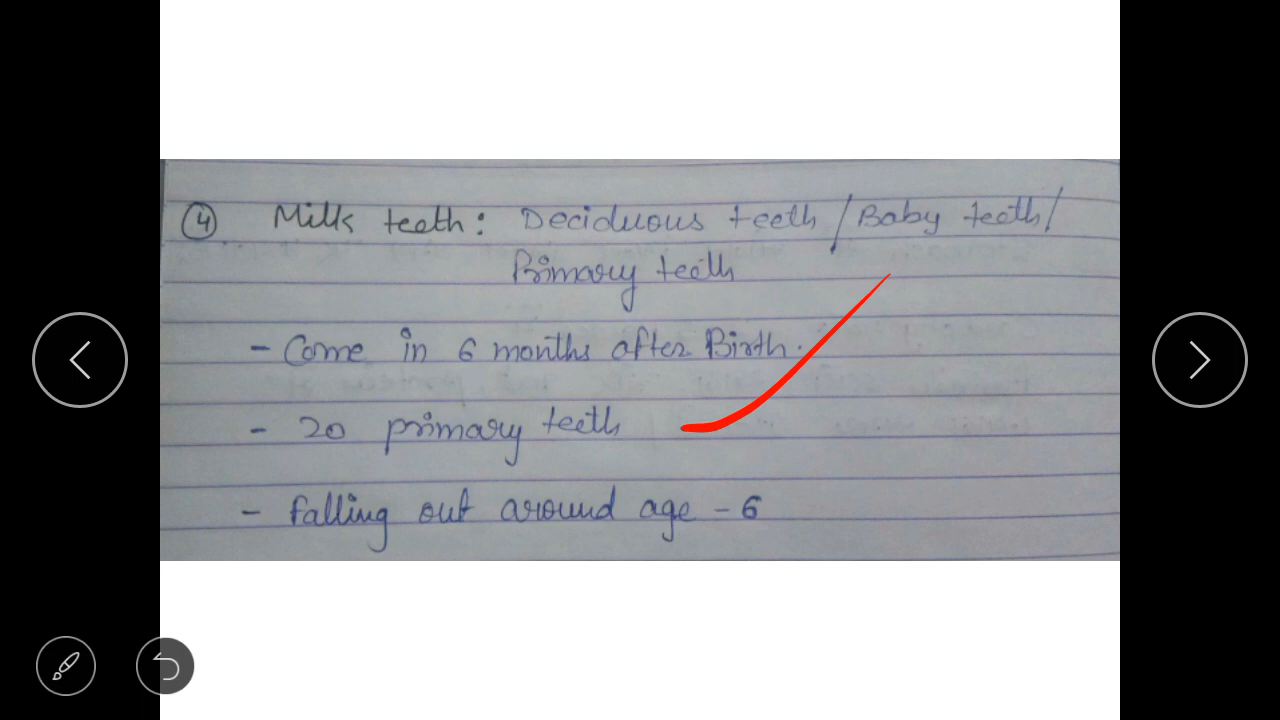 ④ Milk teeth: Deciduous teeth / Baby teeth /
Primary teeth
- Come in 6 months after Birth.
- 20 primary teeth
- falling out around age - 6